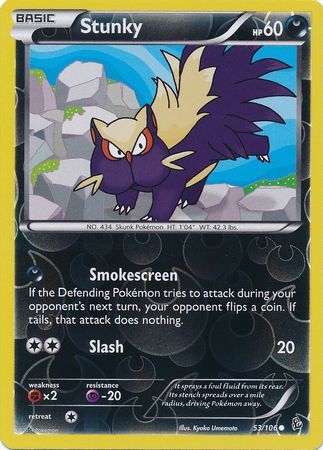 BASIC
Stunky
HP 60
NO. 434 Skunk Pokémon HT: 1'04" WT: 42.3 lbs.
Smokescreen
If the Defending Pokémon tries to attack during your
opponent's next turn, your opponent flips a coin. If
tails, that attack does nothing.
Slash 20
weakness
×2
resistance
-20
retreat
It sprays a foul fluid from its rear.
Its stench spreads over a mile
radius, driving Pokémon away.
Illus. Kyoko Umemoto
53/106